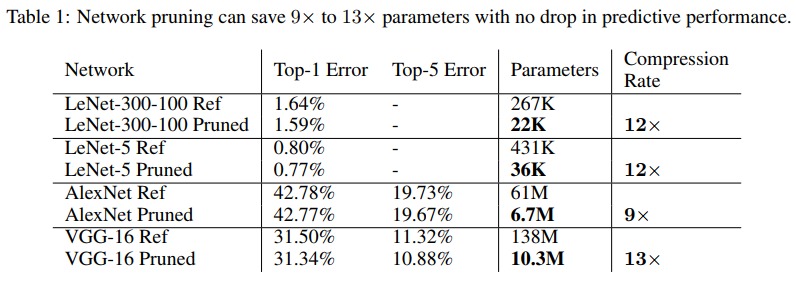 Table 1: Network pruning can save 9× to 13× parameters with no drop in predictive performance.
Network Top-1 Error Top-5 Error Parameters Compression Rate
LeNet-300-100 Ref 1.64% - 267K
LeNet-300-100 Pruned 1.59% - 22K 12×
LeNet-5 Ref 0.80% - 431K
LeNet-5 Pruned 0.77% - 36K 12×
AlexNet Ref 42.78% 19.73% 61M
AlexNet Pruned 42.77% 19.67% 6.7M 9×
VGG-16 Ref 31.50% 11.32% 138M
VGG-16 Pruned 31.34% 10.88% 10.3M 13×